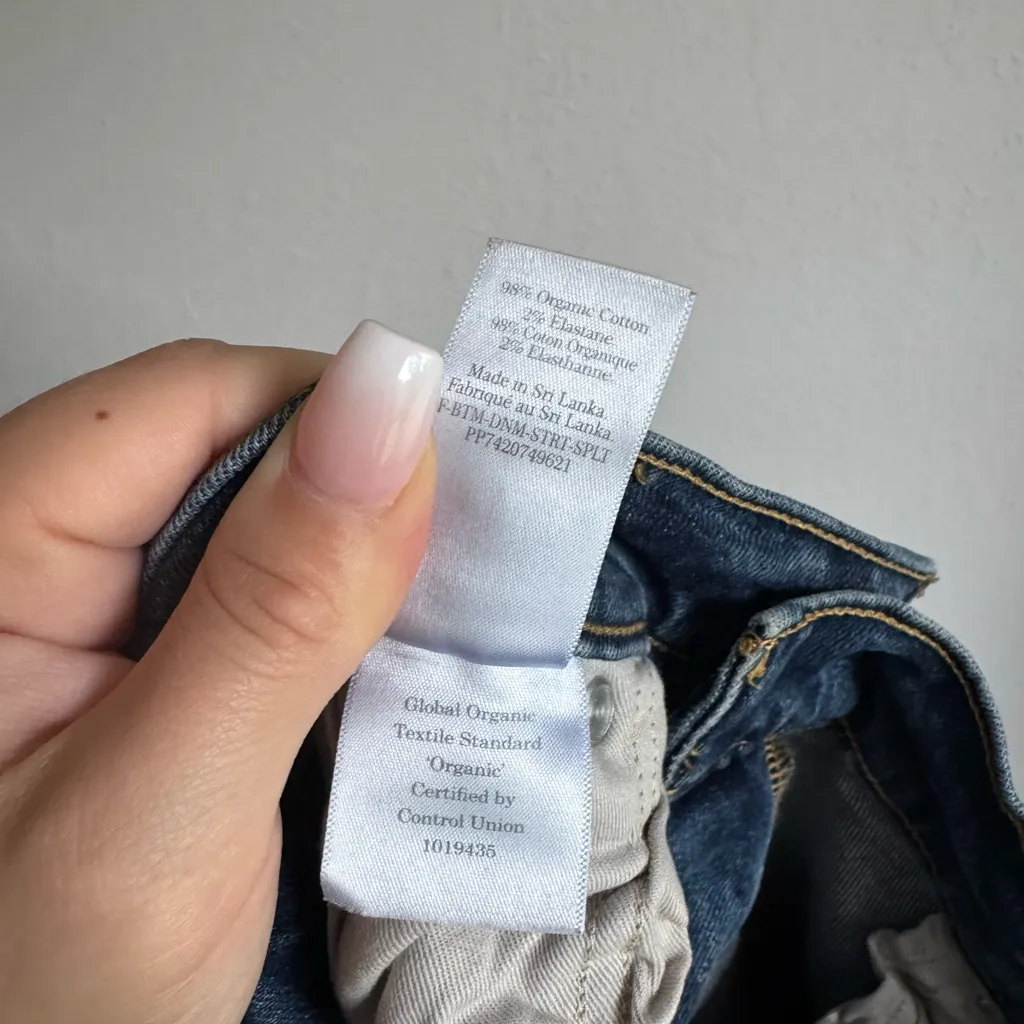 98% Organic Cotton
2% Elastane
98% Coton Organique
2% Elasthanne
Made in Sri Lanka
Fabriqué au Sri Lanka
F-BTM-DNM-STRT-SPLT
PP7420749621
Global Organic
Textile Standard
'Organic'
Certified by
Control Union
1019435